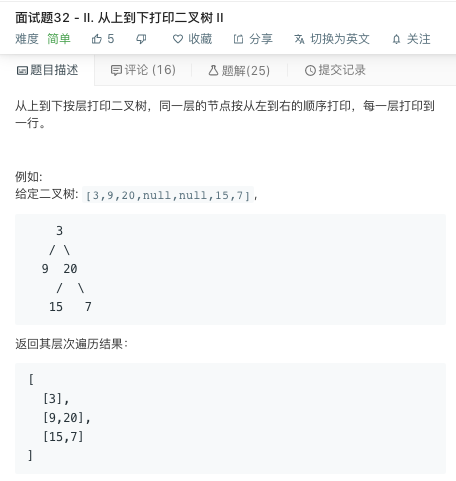 面试题32 - II. 从上到下打印二叉树 II
难度 简单 5 收藏 分享 切换为英文 关注
题目描述 评论 (16) 题解(25) 提交记录
从上到下按层打印二叉树，同一层的节点按从左到右的顺序打印，每一层打印到
一行。
例如:
给定二叉树: [3,9,20,null,null,15,7],
3
/ \
9 20
/ \
15 7
返回其层次遍历结果：
[
[3],
[9,20],
[15,7]
]